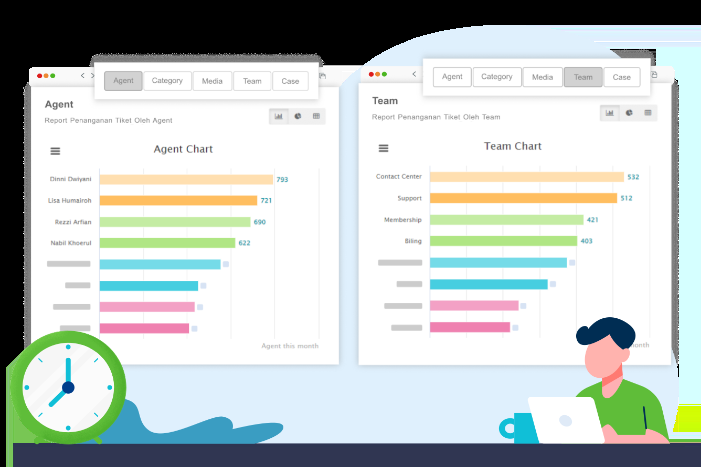 Agent
Category
Media
Team
Case
Agent
Report Penanganan Tiket Oleh Agent
Agent Chart
Dinni Dwiyani 793
Lisa Humairoh 721
Rezzi Arfian 690
Nabil Khoerul 622
Agent this month
Agent
Category
Media
Team
Case
Team
Report Penanganan Tiket Oleh Team
Team Chart
Contact Center 532
Support 512
Membership 421
Biling 403
month